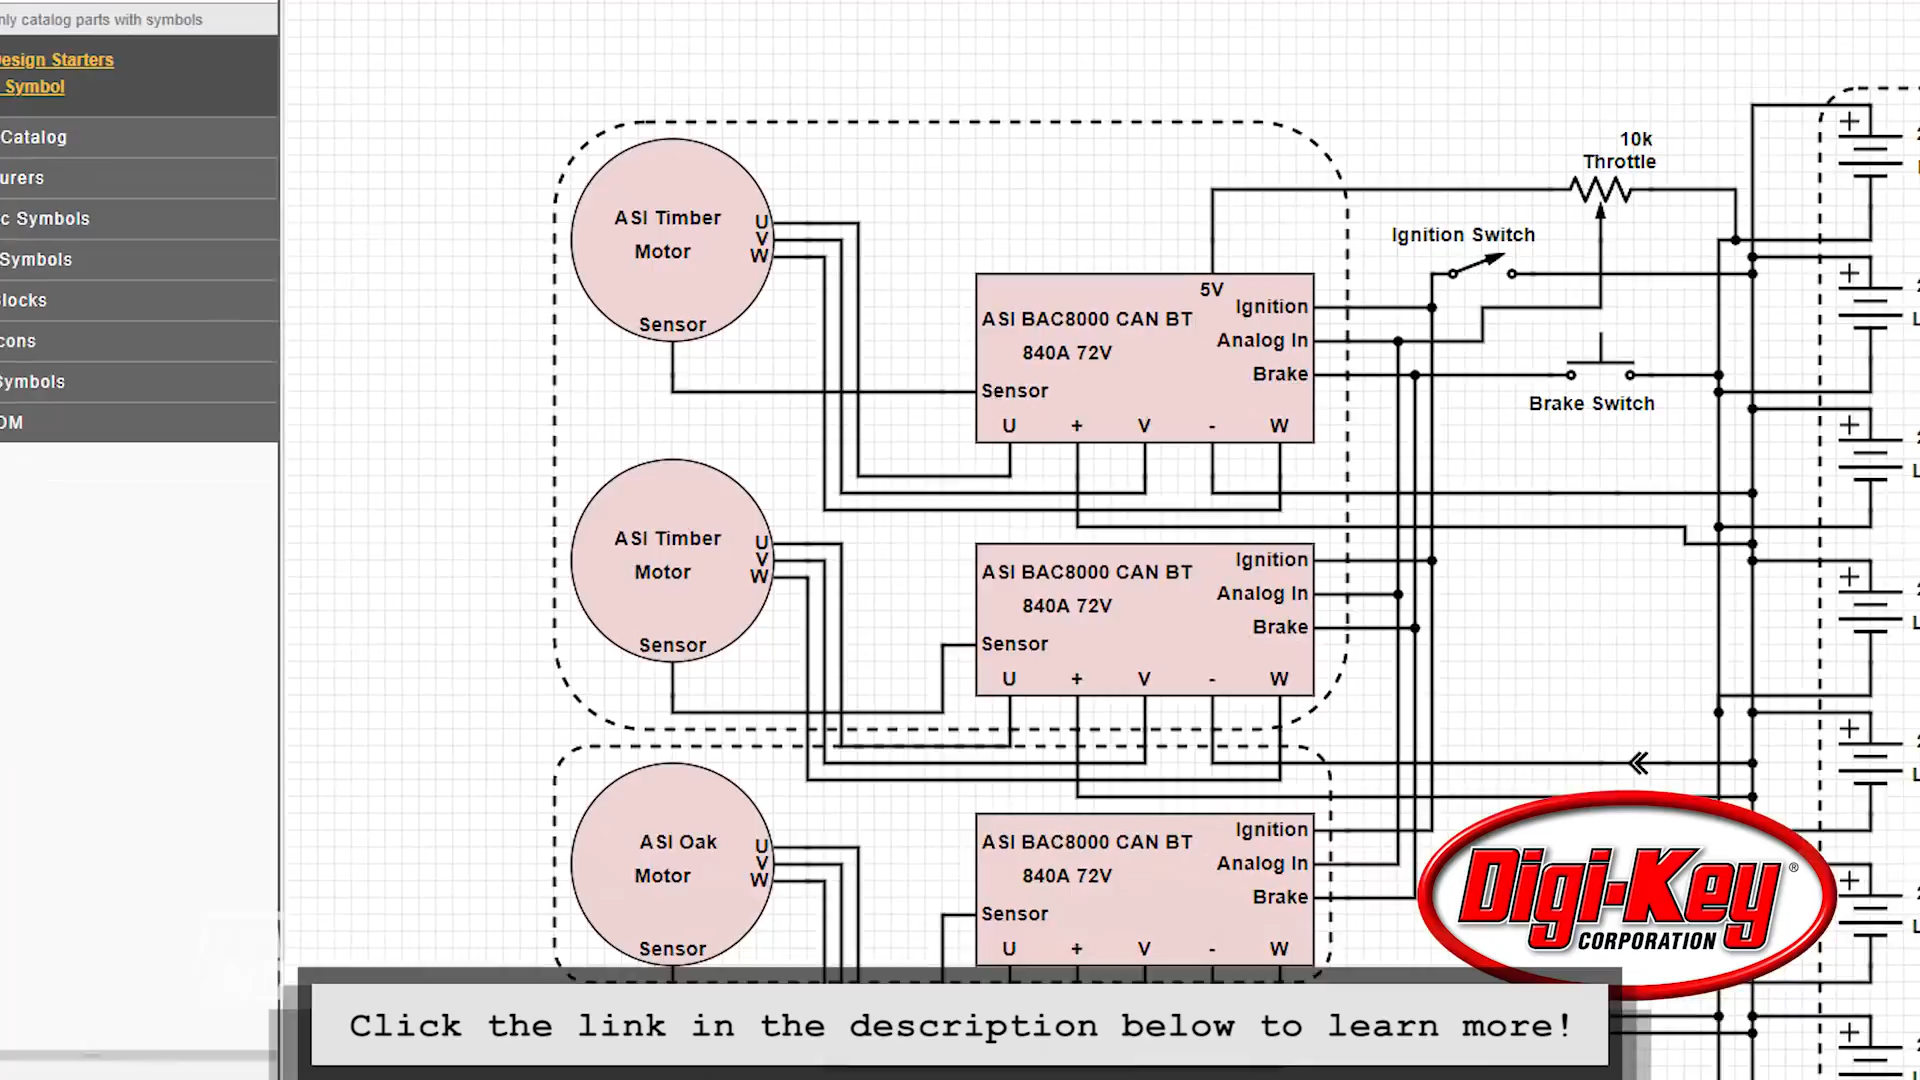 nly catalog parts with symbols
esign Starters
Symbol
Catalog
urers
c Symbols
Symbols
locks
cons
Symbols
OM
ASI Timber
Motor
U
V
W
Sensor
ASI BAC8000 CAN BT
840A 72V
5V
Ignition
Analog In
Brake
Sensor
U + V - W
10k
Throttle
Ignition Switch
Brake Switch
ASI Timber
Motor
U
V
W
Sensor
ASI BAC8000 CAN BT
840A 72V
Ignition
Analog In
Brake
Sensor
U + V - W
ASI Oak
Motor
U
V
W
Sensor
ASI BAC8000 CAN BT
840A 72V
Ignition
Analog In
Brake
Sensor
U + V - W
+
+
+
+
+
+
+
Digi-Key®
CORPORATION
Click the link in the description below to learn more!